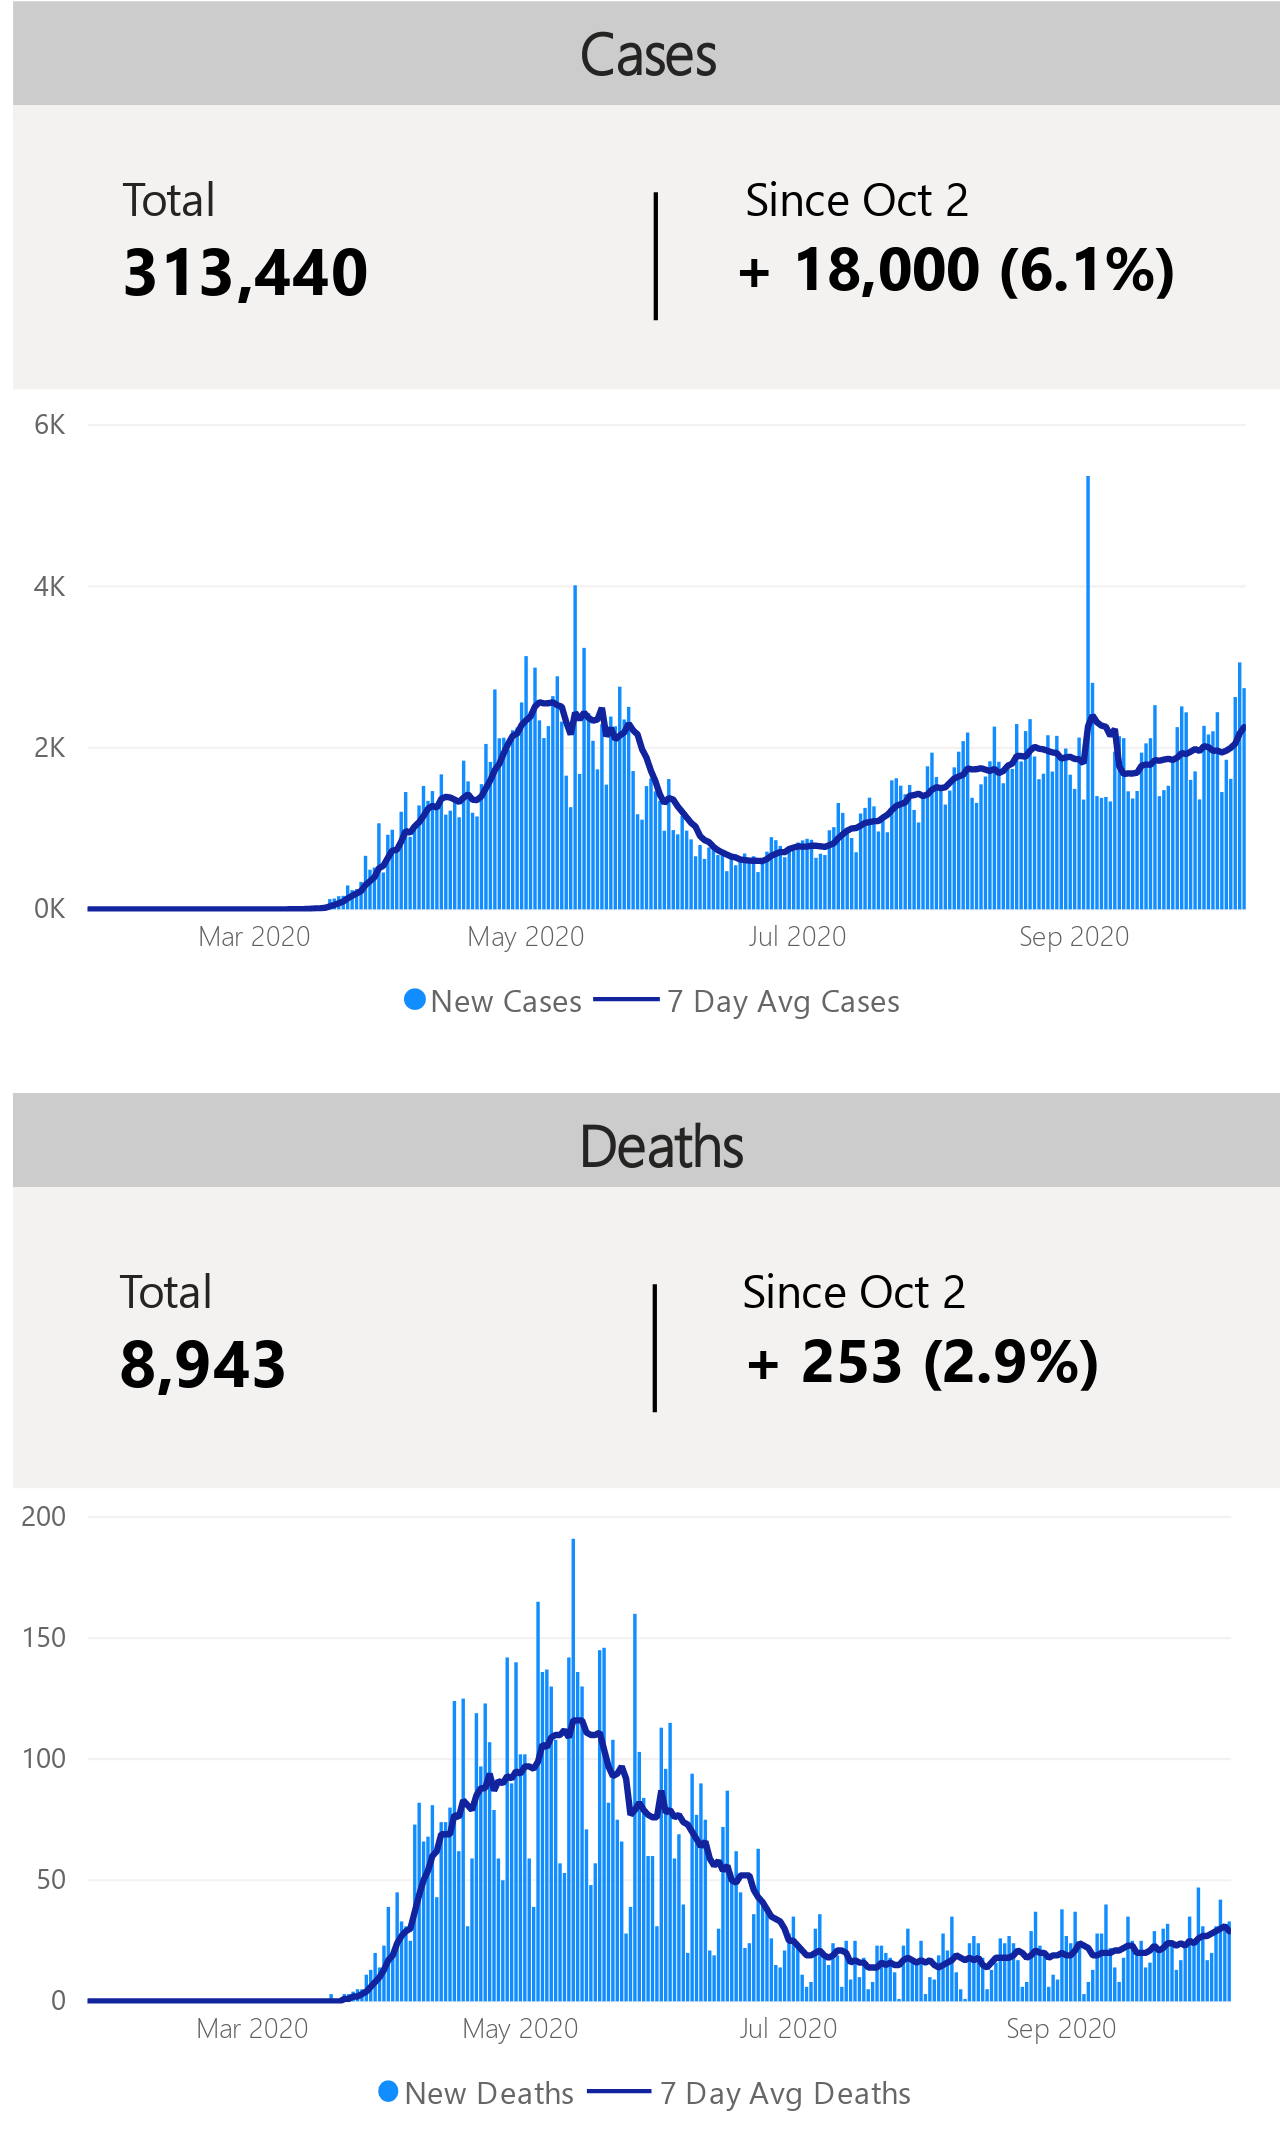 Cases
Total
Since Oct 2
313,440
+ 18,000 (6.1%)
6K
4K
2K
0K
Mar 2020
May 2020
Jul 2020
Sep 2020
New Cases
7 Day Avg Cases
Deaths
Total
Since Oct 2
8,943
+ 253 (2.9%)
200
150
100
50
0
Mar 2020
May 2020
Jul 2020
Sep 2020
New Deaths
7 Day Avg Deaths